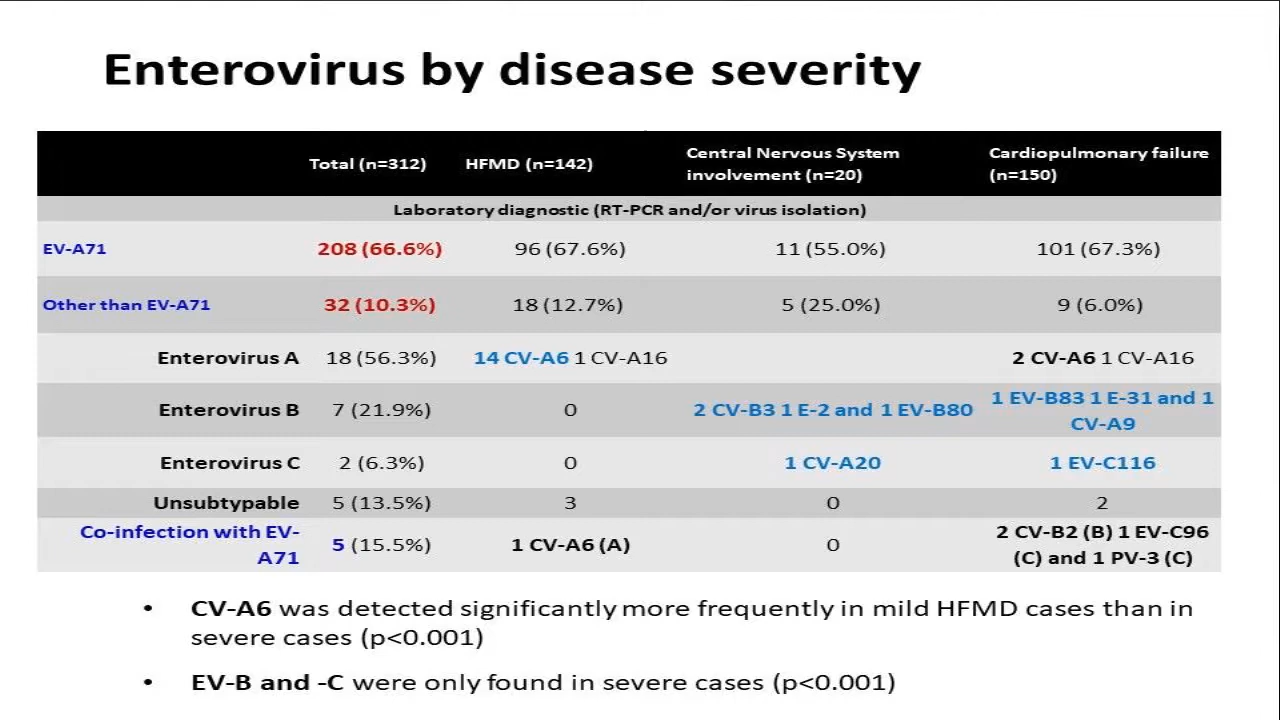 Enterovirus by disease severity
Total (n=312) HFMD (n=142) Central Nervous System involvement (n=20) Cardiopulmonary failure (n=150)
Laboratory diagnostic (RT-PCR and/or virus isolation)
EV-A71 208 (66.6%) 96 (67.6%) 11 (55.0%) 101 (67.3%)
Other than EV-A71 32 (10.3%) 18 (12.7%) 5 (25.0%) 9 (6.0%)
Enterovirus A 18 (56.3%) 14 CV-A6 1 CV-A16 2 CV-A6 1 CV-A16
Enterovirus B 7 (21.9%) 0 2 CV-B3 1 E-2 and 1 EV-B80 1 EV-B83 1 E-31 and 1 CV-A9
Enterovirus C 2 (6.3%) 0 1 CV-A20 1 EV-C116
Unsubtypable 5 (13.5%) 3 0 2
Co-infection with EV-A71 5 (15.5%) 1 CV-A6 (A) 0 2 CV-B2 (B) 1 EV-C96 (C) and 1 PV-3 (C)
• CV-A6 was detected significantly more frequently in mild HFMD cases than in
severe cases (p<0.001)
• EV-B and -C were only found in severe cases (p<0.001)